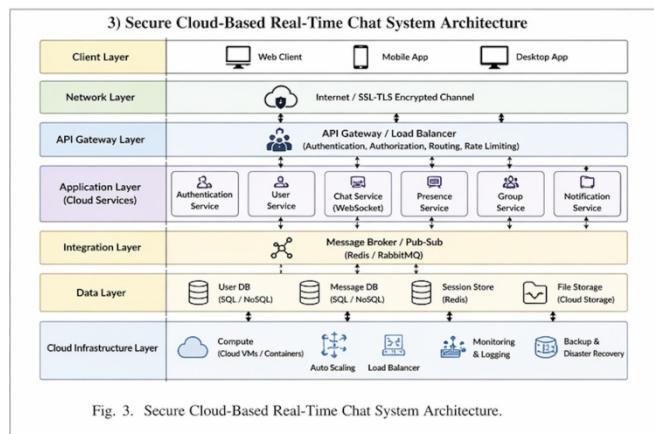 3) Secure Cloud-Based Real-Time Chat System Architecture
Client Layer
Web Client
Mobile App
Desktop App
Network Layer
Internet / SSL-TLS Encrypted Channel
API Gateway Layer
API Gateway / Load Balancer
(Authentication, Authorization, Routing, Rate Limiting)
Application Layer
(Cloud Services)
Authentication
Service
User
Service
Chat Service
(WebSocket)
Presence
Service
Group
Service
Notification
Service
Integration Layer
Message Broker / Pub-Sub
(Redis / RabbitMQ)
Data Layer
User DB
(SQL / NoSQL)
Message DB
(SQL / NoSQL)
Session Store
(Redis)
File Storage
(Cloud Storage)
Cloud Infrastructure Layer
Compute
(Cloud VMs / Containers)
Auto Scaling
Load Balancer
Monitoring
& Logging
Backup &
Disaster Recovery
Fig. 3. Secure Cloud-Based Real-Time Chat System Architecture.